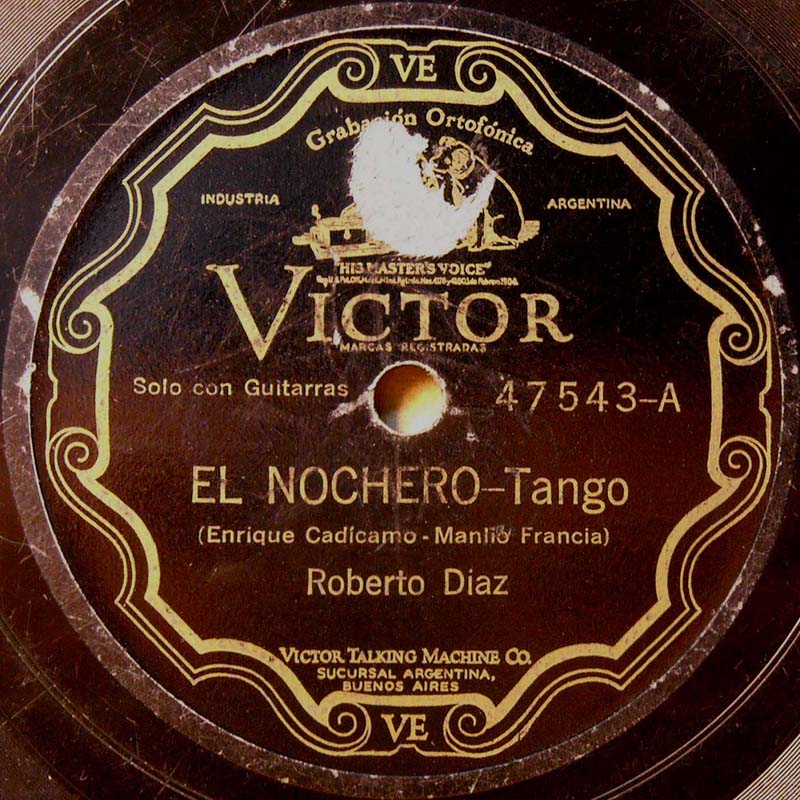 VE
Grabación Ortofónica
INDUSTRIA ARGENTINA
"HIS MASTER'S VOICE"
VICTOR
MARCAS REGISTRADAS
Solo con Guitarras 47543-A
EL NOCHERO-Tango
(Enrique Cadícamo - Manlio Francia)
Roberto Diaz
VICTOR TALKING MACHINE CO.
SUCURSAL ARGENTINA,
BUENOS AIRES
VE